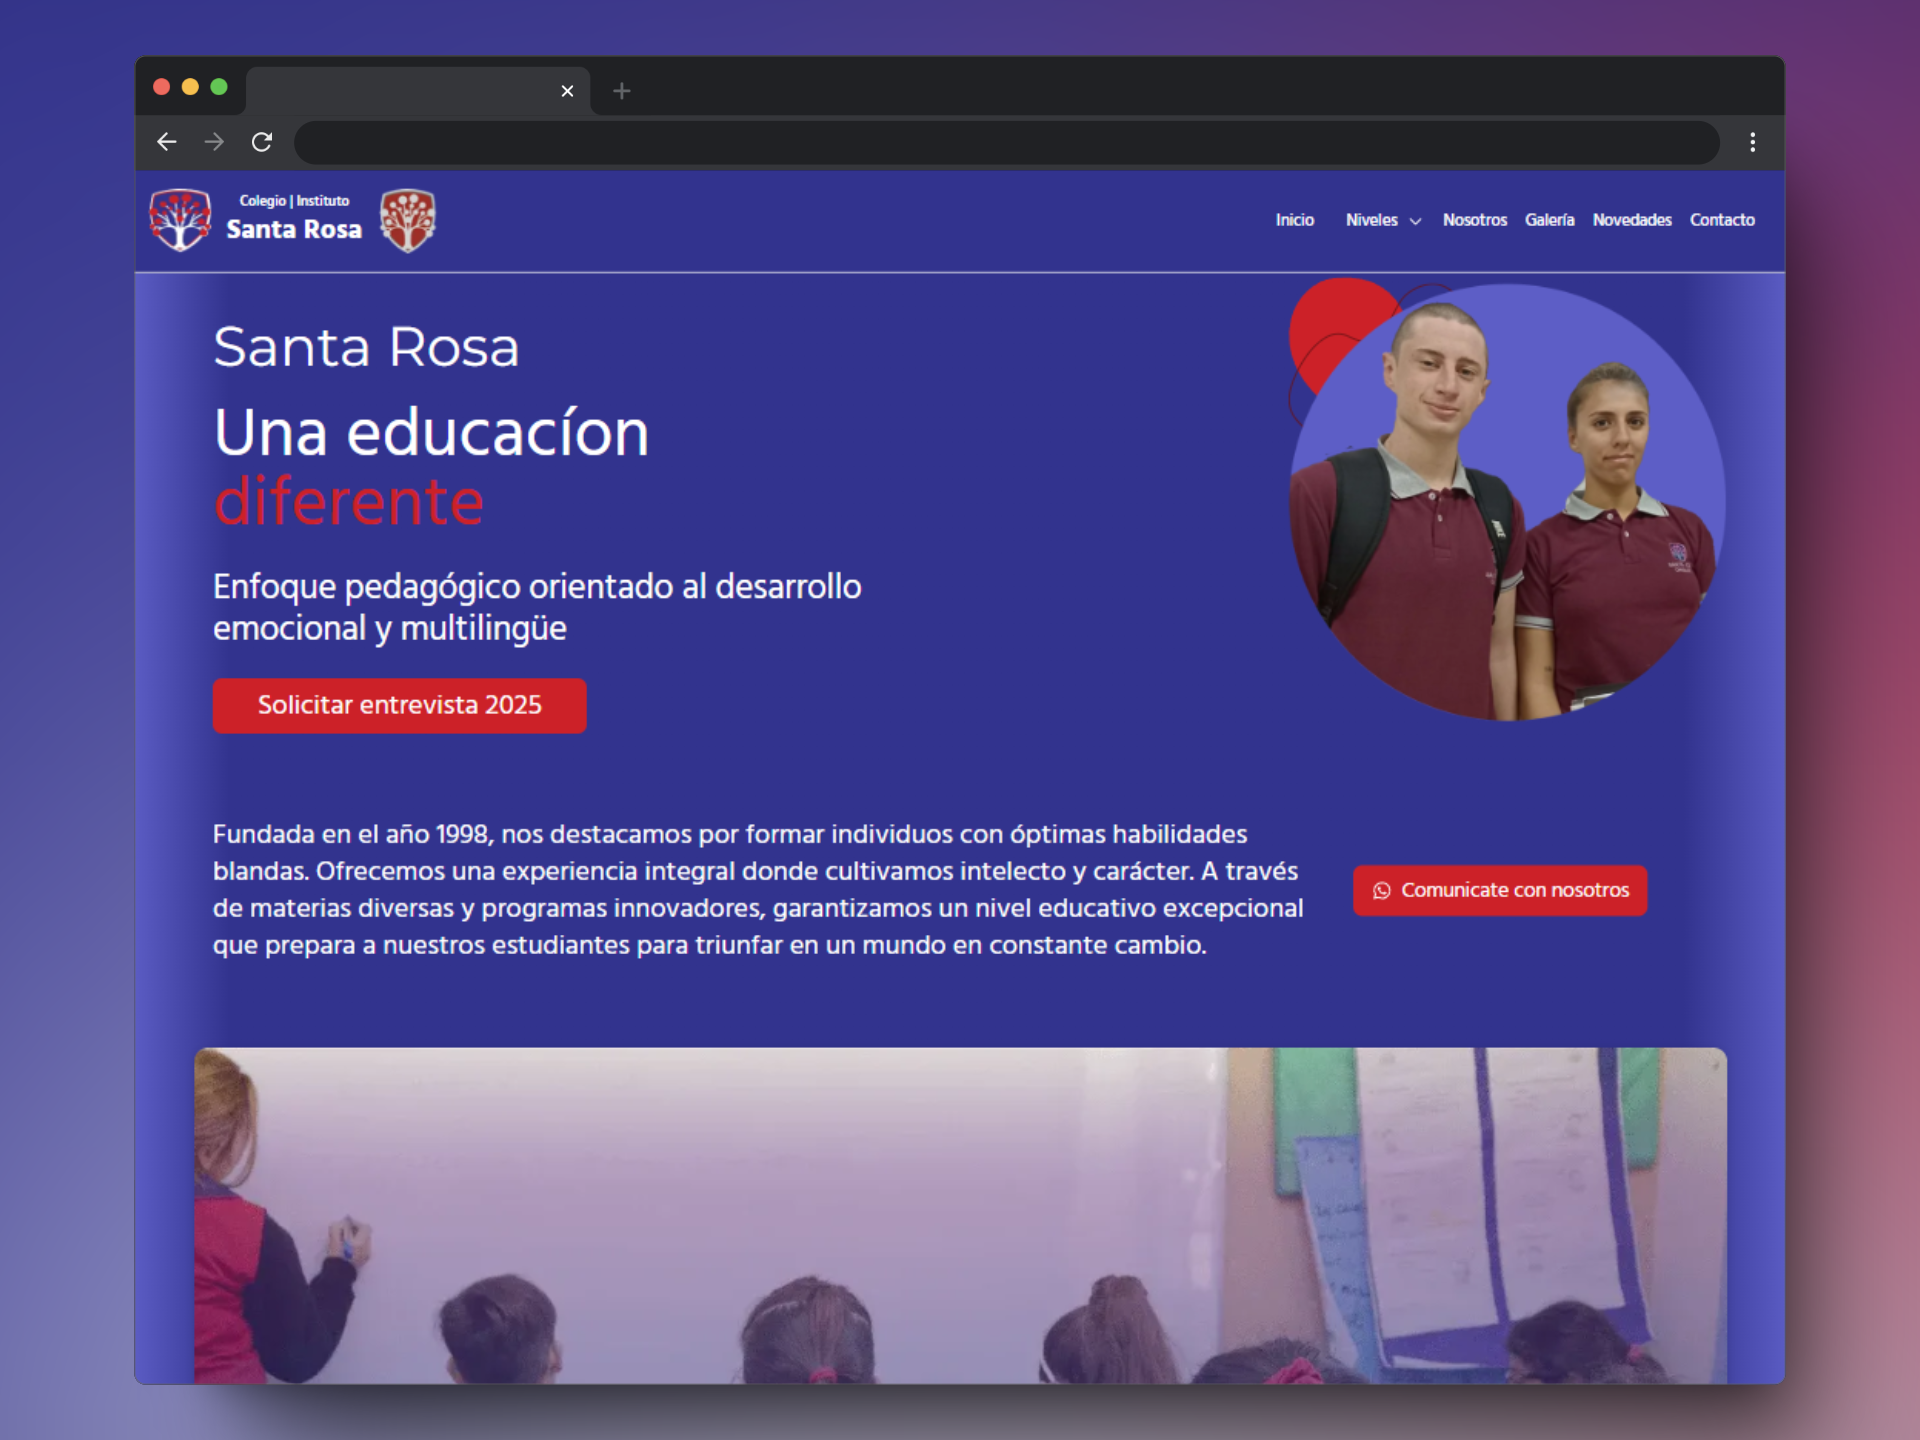 Colegio | Instituto
Santa Rosa
Inicio Niveles Nosotros Galería Novedades Contacto
Santa Rosa
Una educacíon
diferente
Enfoque pedagógico orientado al desarrollo
emocional y multilingüe
Solicitar entrevista 2025
Fundada en el año 1998, nos destacamos por formar individuos con óptimas habilidades
blandas. Ofrecemos una experiencia integral donde cultivamos intelecto y carácter. A través
de materias diversas y programas innovadores, garantizamos un nivel educativo excepcional
que prepara a nuestros estudiantes para triunfar en un mundo en constante cambio.
Comunicate con nosotros